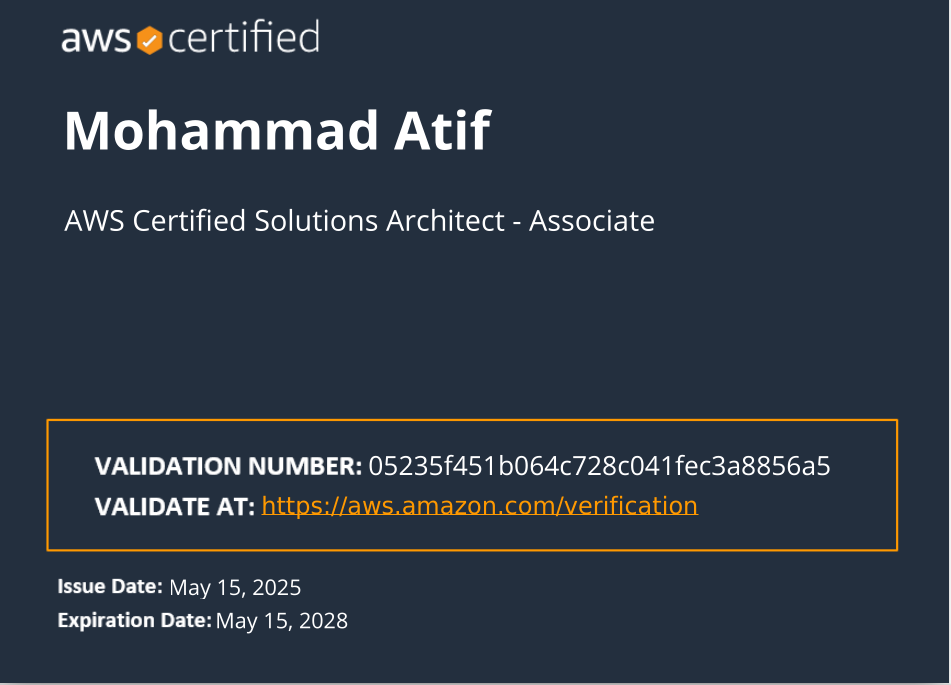 aws certified
Mohammad Atif
AWS Certified Solutions Architect - Associate
VALIDATION NUMBER: 05235f451b064c728c041fec3a8856a5
VALIDATE AT: https://aws.amazon.com/verification
Issue Date: May 15, 2025
Expiration Date: May 15, 2028